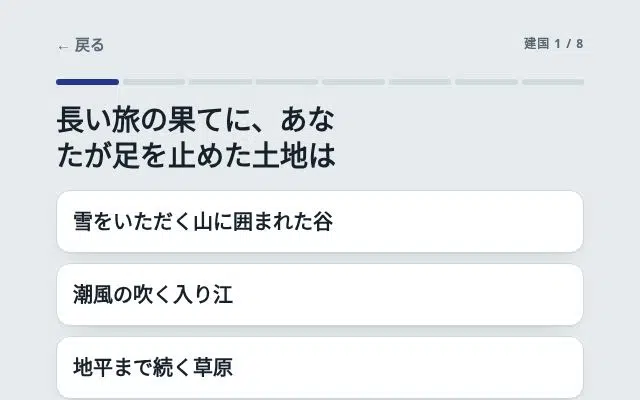 ← 戻る
建国 1 / 8
長い旅の果てに、あな
たが足を止めた土地は
雪をいただく山に囲まれた谷
潮風の吹く入り江
地平まで続く草原